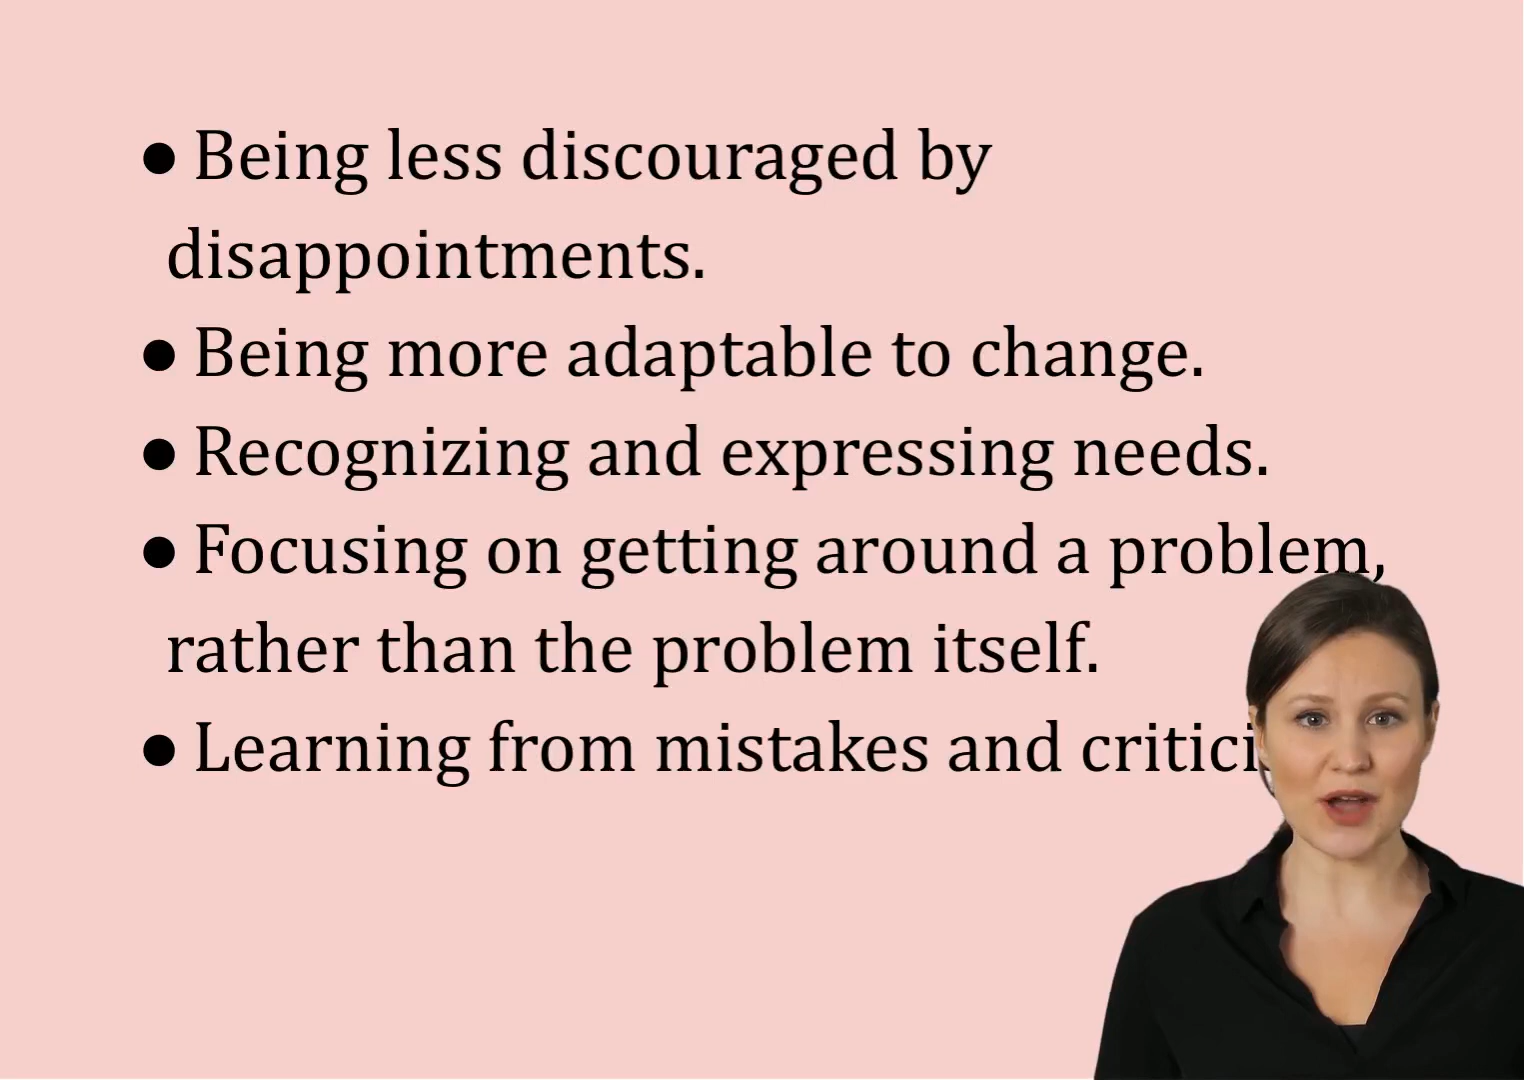 ● Being less discouraged by
disappointments.
● Being more adaptable to change.
● Recognizing and expressing needs.
● Focusing on getting around a problem,
rather than the problem itself.
● Learning from mistakes and